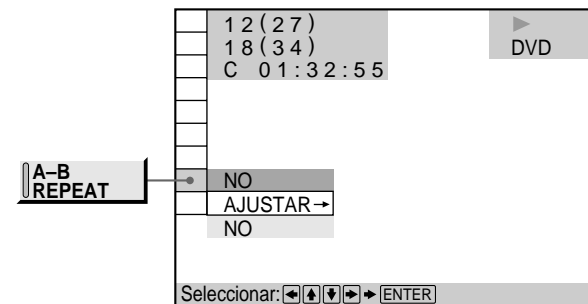 12(27)
18(34)
C 01:32:55
DVD
A–B
REPEAT
NO
AJUSTAR→
NO
Seleccionar: ←↑↓→ → ENTER